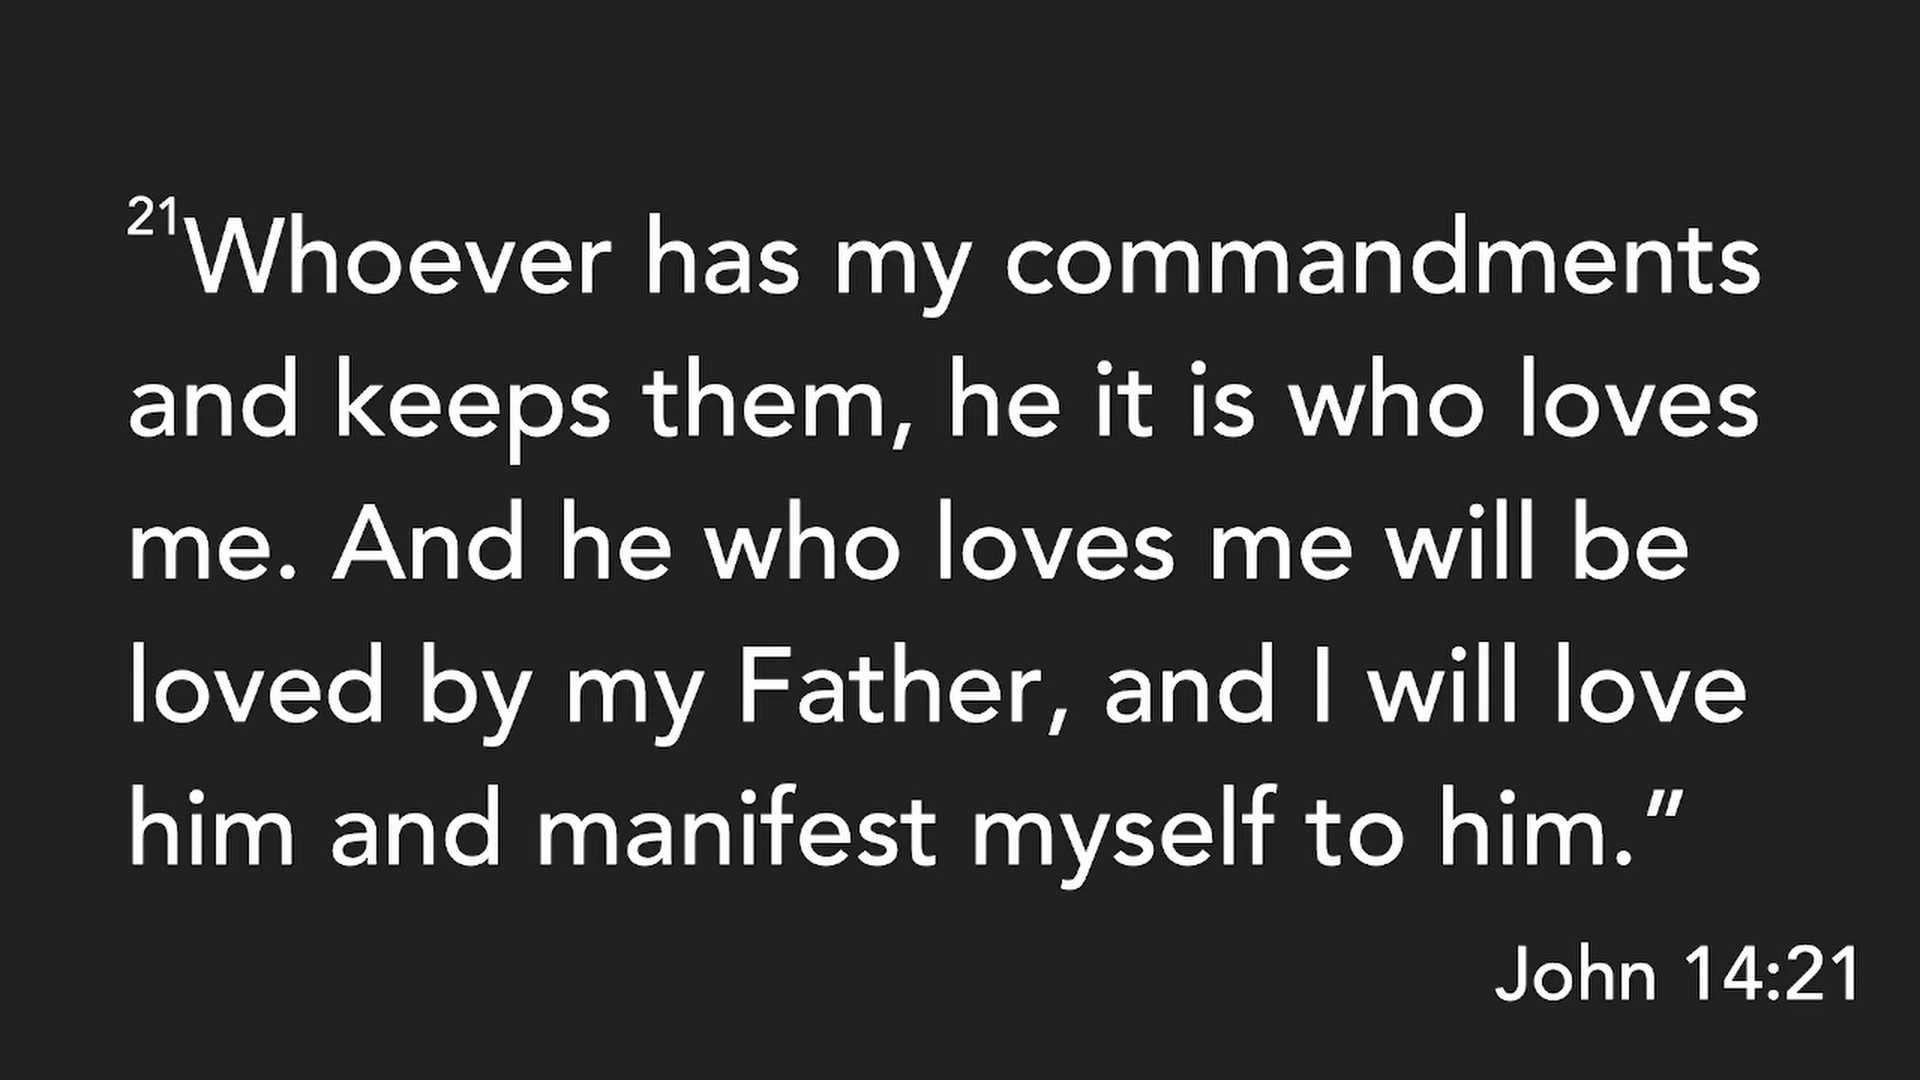 21Whoever has my commandments
and keeps them, he it is who loves
me. And he who loves me will be
loved by my Father, and I will love
him and manifest myself to him.”
John 14:21